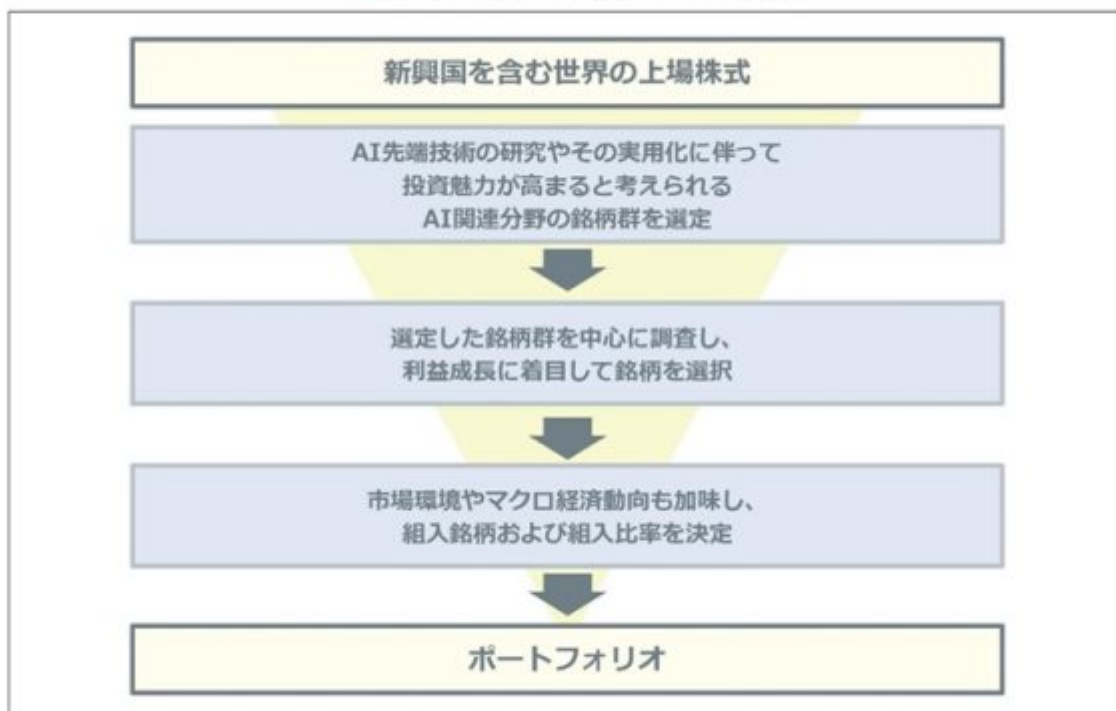 新興国を含む世界の上場株式
AI先端技術の研究やその実用化に伴って
投資魅力が高まると考えられる
AI関連分野の銘柄群を選定
選定した銘柄群を中心に調査し、
利益成長に着目して銘柄を選択
市場環境やマクロ経済動向も加味し、
組入銘柄および組入比率を決定
ポートフォリオ